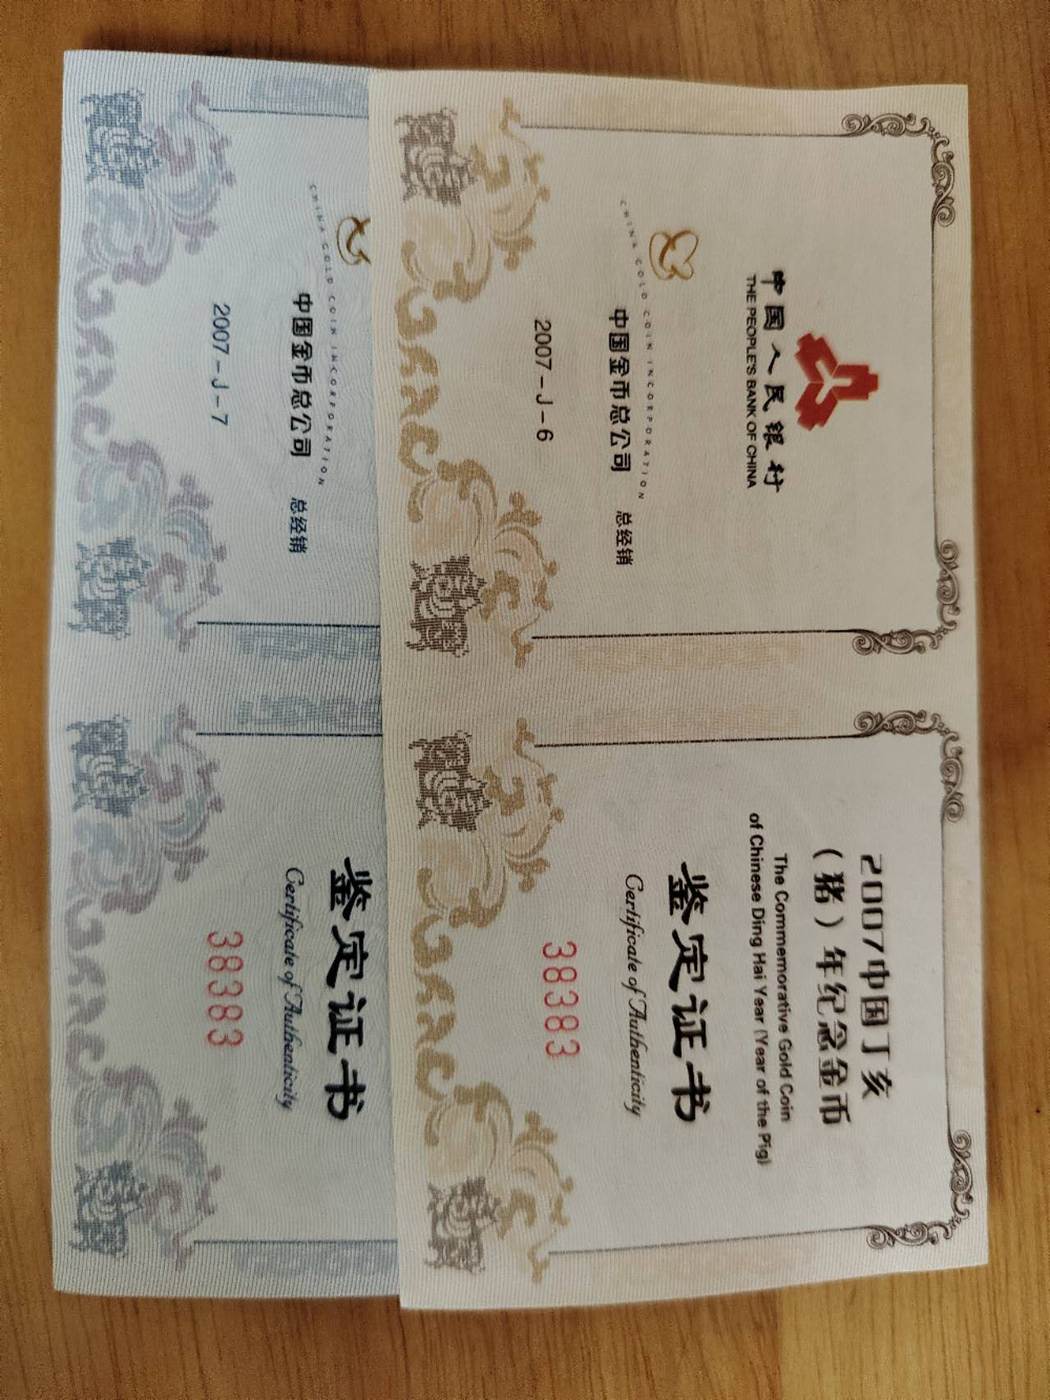 中国人民银行
THE PEOPLE'S BANK OF CHINA
CHINA GOLD COIN INCORPORATION
中国金币总公司 总经销
2007-J-6
2007中国丁亥
(猪)年纪念金币
The Commemorative Gold Coin
of Chinese Ding Hai Year (Year of the Pig)
鉴定证书
Certificate of Authenticity
38383
CHINA GOLD COIN INCORPORATION
中国金币总公司 总经销
2007-J-7
鉴定证书
Certificate of Authenticity
38383